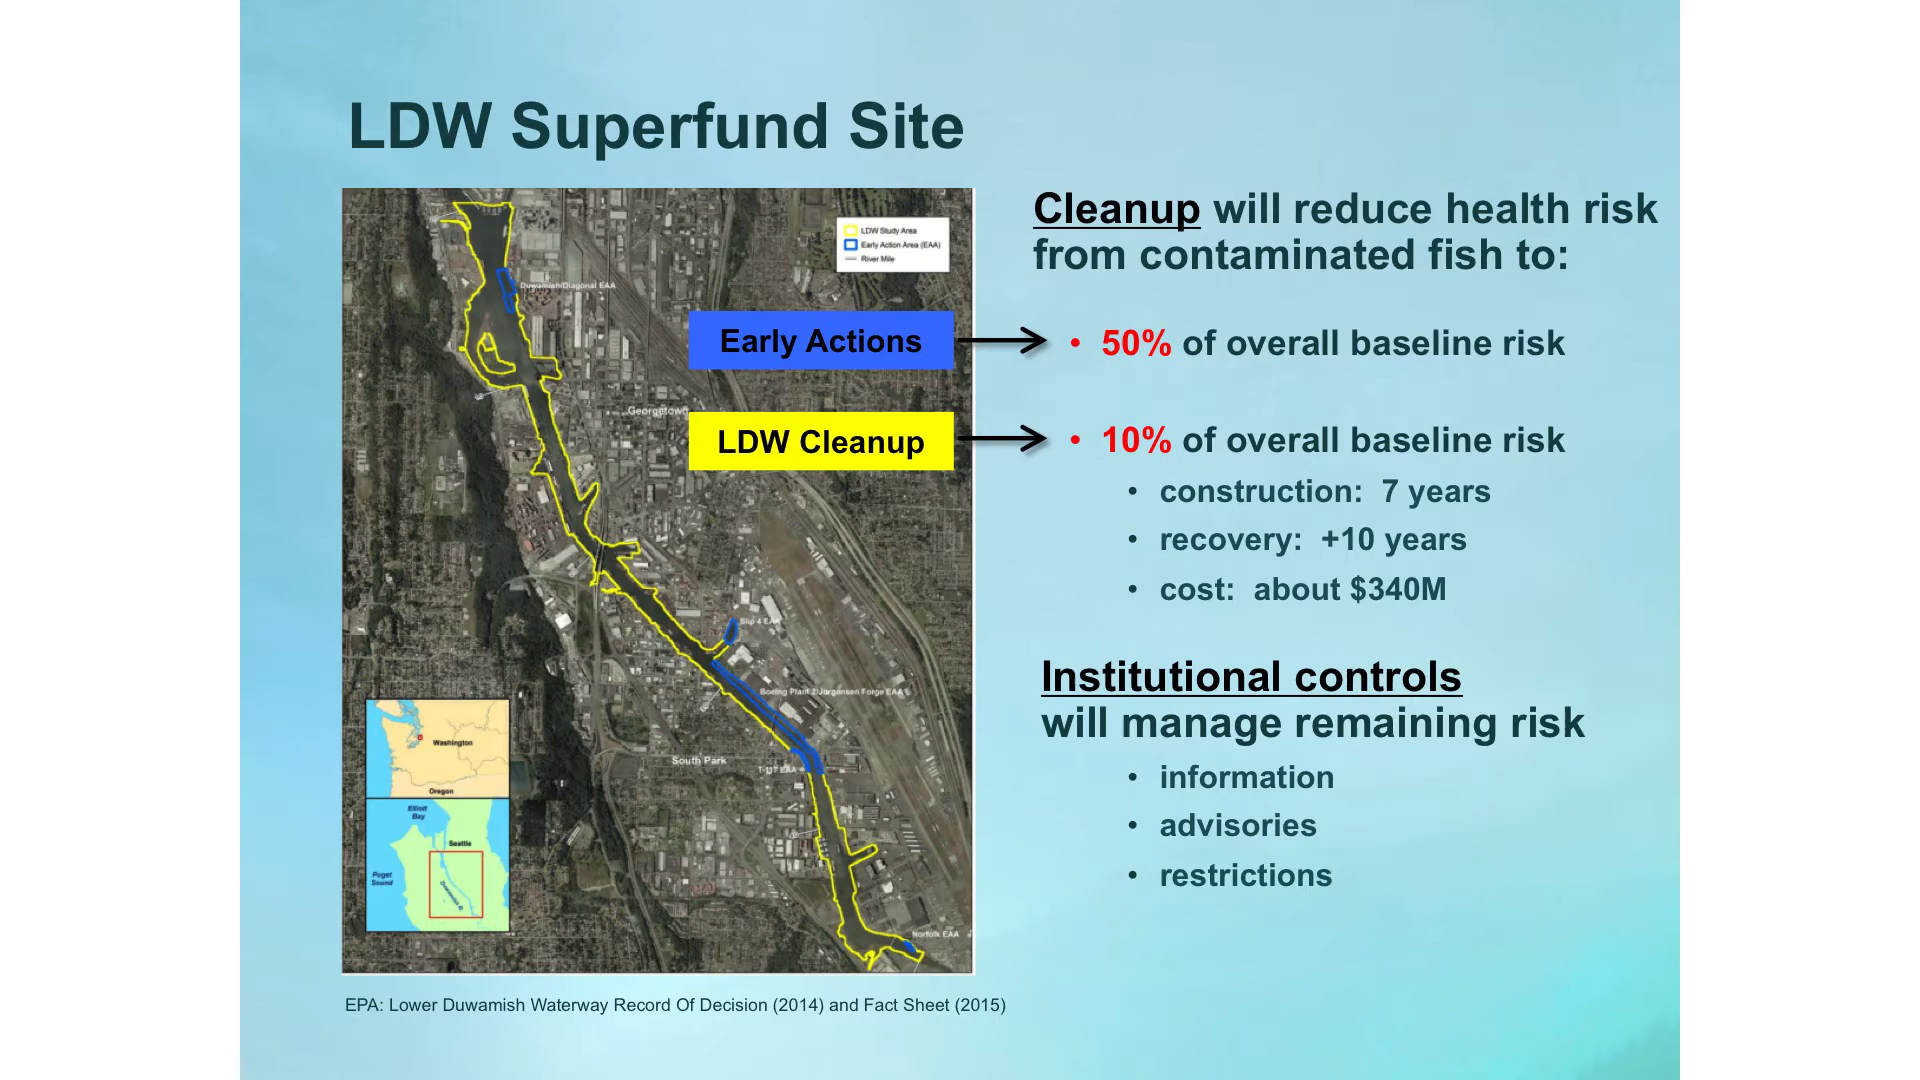 LDW Superfund Site
LDW Study Area
Early Action Area (EAA)
River Mile
Duwamish/Diagonal EAA
Early Actions
Georgetown
LDW Cleanup
Slip 4 EAA
Boeing Plant 2/Jorgensen Forge EAA
South Park
T-117 EAA
Norfolk EAA
Washington
Oregon
Elliott
Bay
Seattle
Puget
Sound
Cleanup will reduce health risk
from contaminated fish to:
• 50% of overall baseline risk
• 10% of overall baseline risk
• construction: 7 years
• recovery: +10 years
• cost: about $340M
Institutional controls
will manage remaining risk
• information
• advisories
• restrictions
EPA: Lower Duwamish Waterway Record Of Decision (2014) and Fact Sheet (2015)